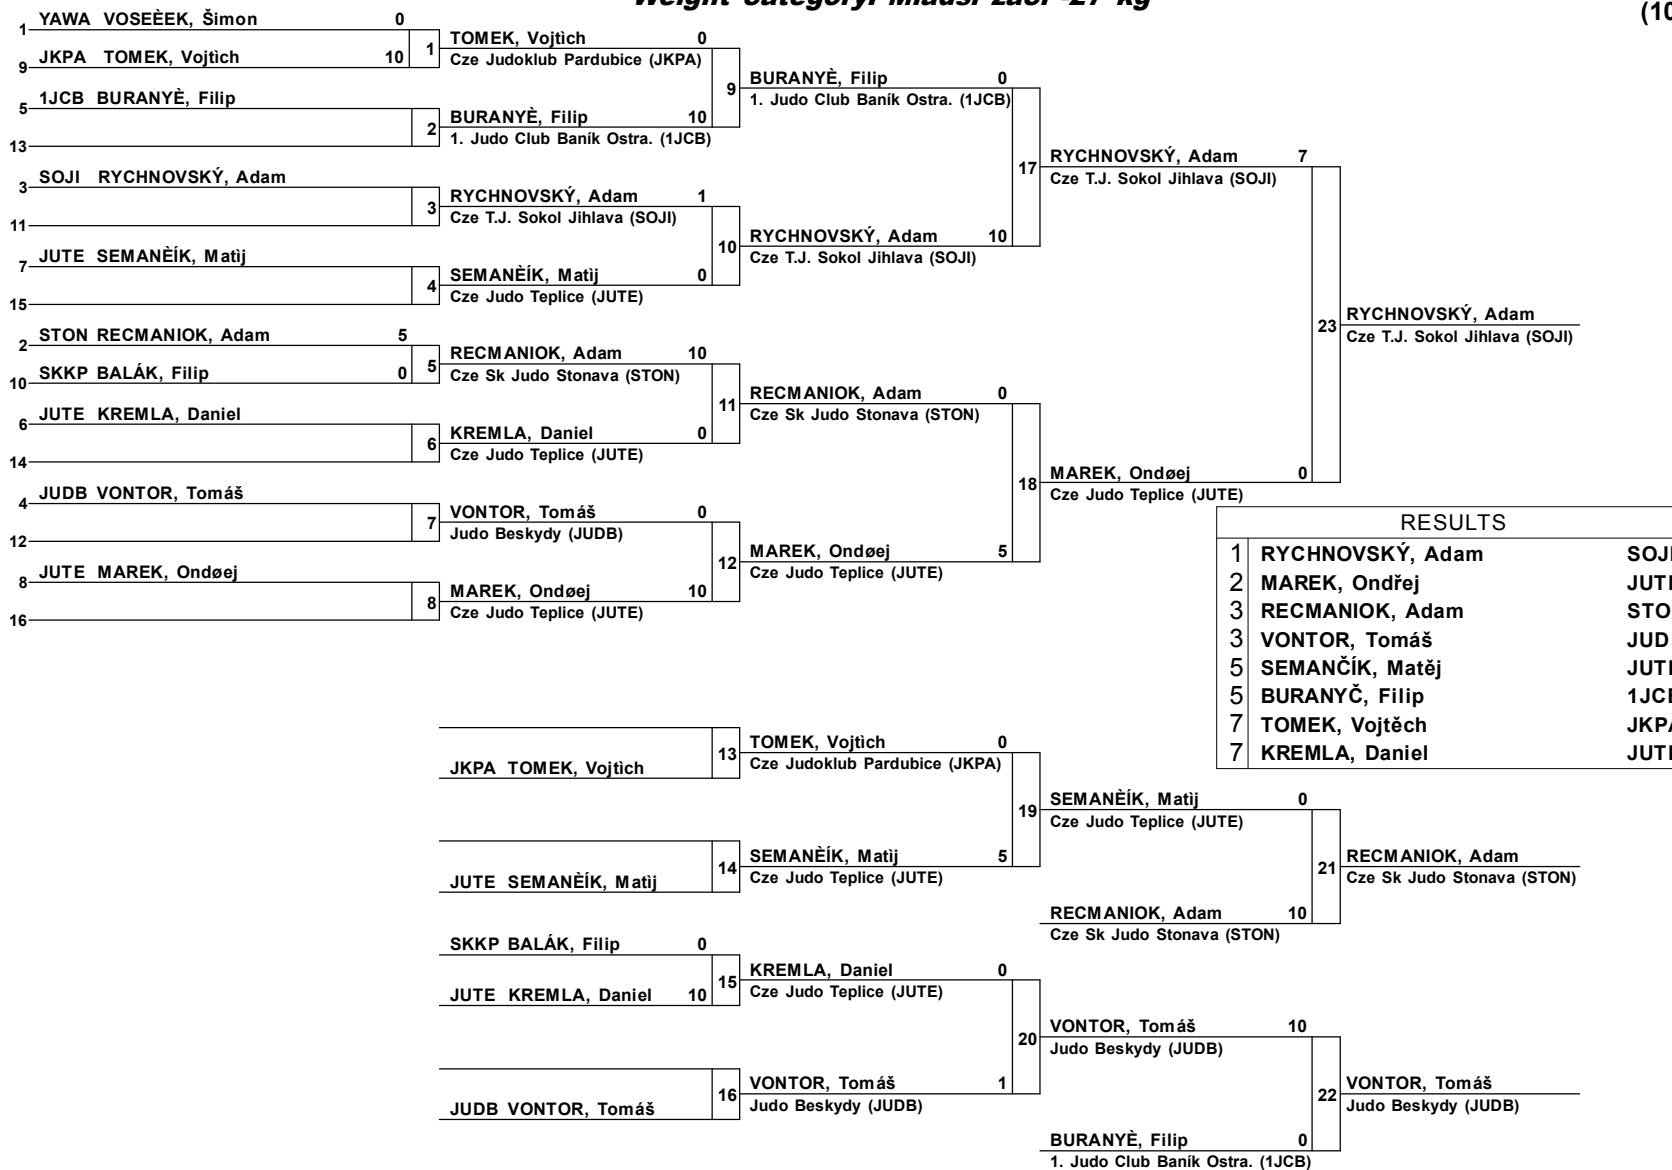 Weight category: Mladší žáci -27 kg
(10
1 YAWA VOSEÈEK, Šimon 0
9 JKPA TOMEK, Vojtìch 10
1
5 1JCB BURANYÈ, Filip
13
2
3 SOJI RYCHNOVSKÝ, Adam
11
3
7 JUTE SEMANÈÍK, Matìj
15
4
2 STON RECMANIOK, Adam 5
10 SKKP BALÁK, Filip 0
5
6 JUTE KREMLA, Daniel
14
6
4 JUDB VONTOR, Tomáš
12
7
8 JUTE MAREK, Ondøej
16
8
TOMEK, Vojtìch 0
Cze Judoklub Pardubice (JKPA)
9
BURANYÈ, Filip 10
1. Judo Club Baník Ostra. (1JCB)
RYCHNOVSKÝ, Adam 1
Cze T.J. Sokol Jihlava (SOJI)
10
SEMANÈÍK, Matìj 0
Cze Judo Teplice (JUTE)
RECMANIOK, Adam 10
Cze Sk Judo Stonava (STON)
11
KREMLA, Daniel 0
Cze Judo Teplice (JUTE)
VONTOR, Tomáš 0
Judo Beskydy (JUDB)
12
MAREK, Ondøej 10
Cze Judo Teplice (JUTE)
BURANYÈ, Filip 0
1. Judo Club Baník Ostra. (1JCB)
17
RYCHNOVSKÝ, Adam 10
Cze T.J. Sokol Jihlava (SOJI)
RECMANIOK, Adam 0
Cze Sk Judo Stonava (STON)
18
MAREK, Ondøej 5
Cze Judo Teplice (JUTE)
RYCHNOVSKÝ, Adam 7
Cze T.J. Sokol Jihlava (SOJI)
23
MAREK, Ondøej 0
Cze Judo Teplice (JUTE)
RYCHNOVSKÝ, Adam
Cze T.J. Sokol Jihlava (SOJI)
RESULTS
1 RYCHNOVSKÝ, Adam SOJI
2 MAREK, Ondřej JUTE
3 RECMANIOK, Adam STO
3 VONTOR, Tomáš JUD
5 SEMANČÍK, Matěj JUTE
5 BURANYČ, Filip 1JCB
7 TOMEK, Vojtěch JKPA
7 KREMLA, Daniel JUTE
JKPA TOMEK, Vojtìch
13
JUTE SEMANÈÍK, Matìj
14
SKKP BALÁK, Filip 0
JUTE KREMLA, Daniel 10
15
JUDB VONTOR, Tomáš
16
TOMEK, Vojtìch 0
Cze Judoklub Pardubice (JKPA)
19
SEMANÈÍK, Matìj 5
Cze Judo Teplice (JUTE)
KREMLA, Daniel 0
Cze Judo Teplice (JUTE)
20
VONTOR, Tomáš 1
Judo Beskydy (JUDB)
SEMANÈÍK, Matìj 0
Cze Judo Teplice (JUTE)
21
RECMANIOK, Adam 10
Cze Sk Judo Stonava (STON)
VONTOR, Tomáš 10
Judo Beskydy (JUDB)
22
BURANYÈ, Filip 0
1. Judo Club Baník Ostra. (1JCB)
RECMANIOK, Adam
Cze Sk Judo Stonava (STON)
VONTOR, Tomáš
Judo Beskydy (JUDB)